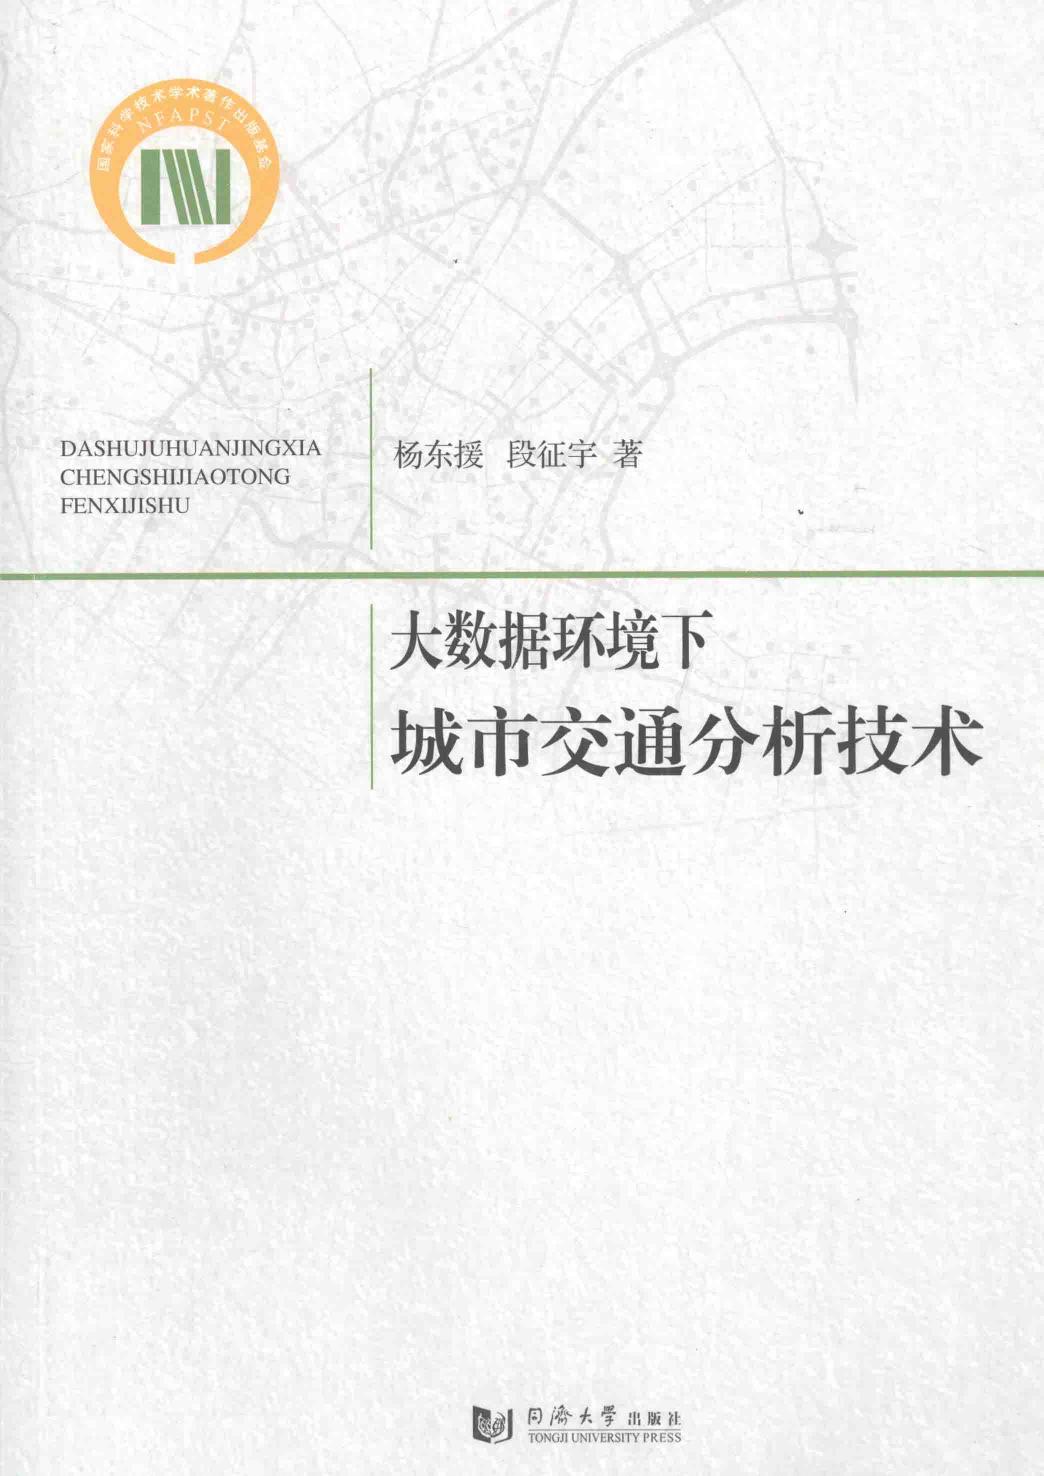 国家科学技术学术著作出版基金
NFAPST
DASHUJUHUANJINGXIA
CHENGSHIJIAOTONG
FENXIJISHU
杨东援 段征宇 著
大数据环境下
城市交通分析技术
同济大学出版社
TONGJI UNIVERSITY PRESS